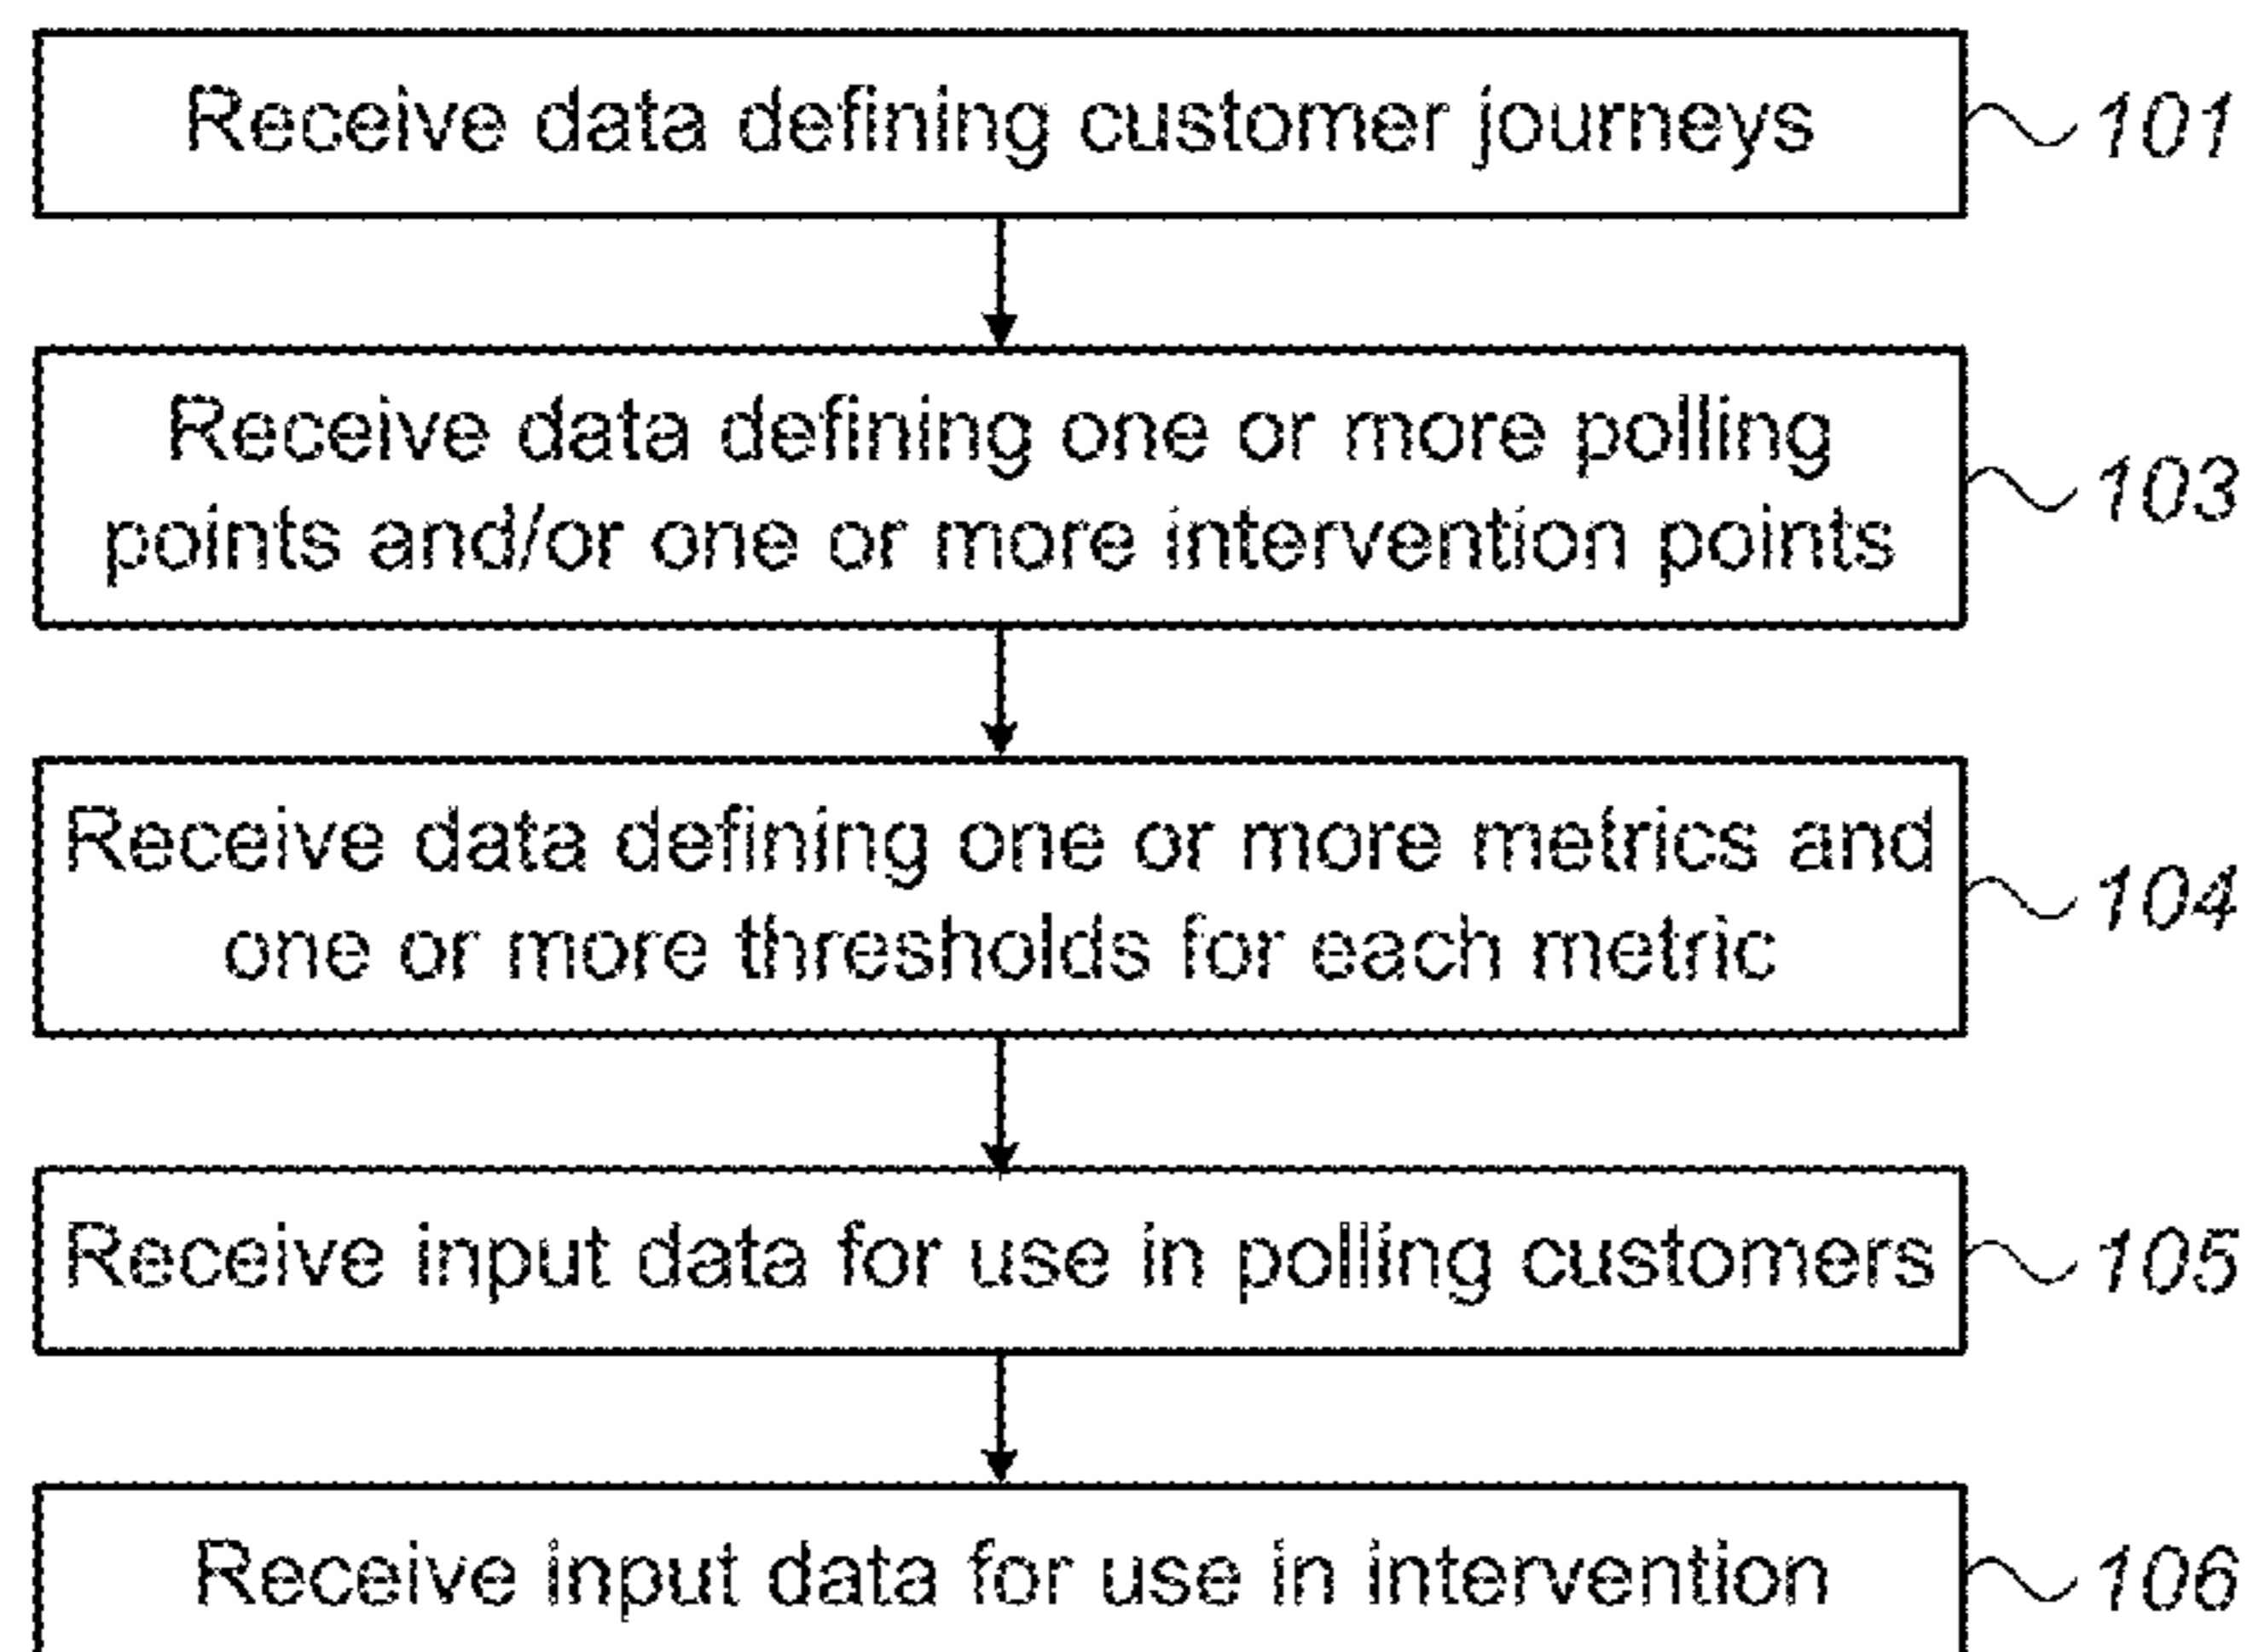 Receive data defining customer journeys
101
Receive data defining one or more polling
points and/or one or more intervention points
103
Receive data defining one or more metrics and
one or more thresholds for each metric
104
Receive input data for use in polling customers
105
Receive input data for use in intervention
106